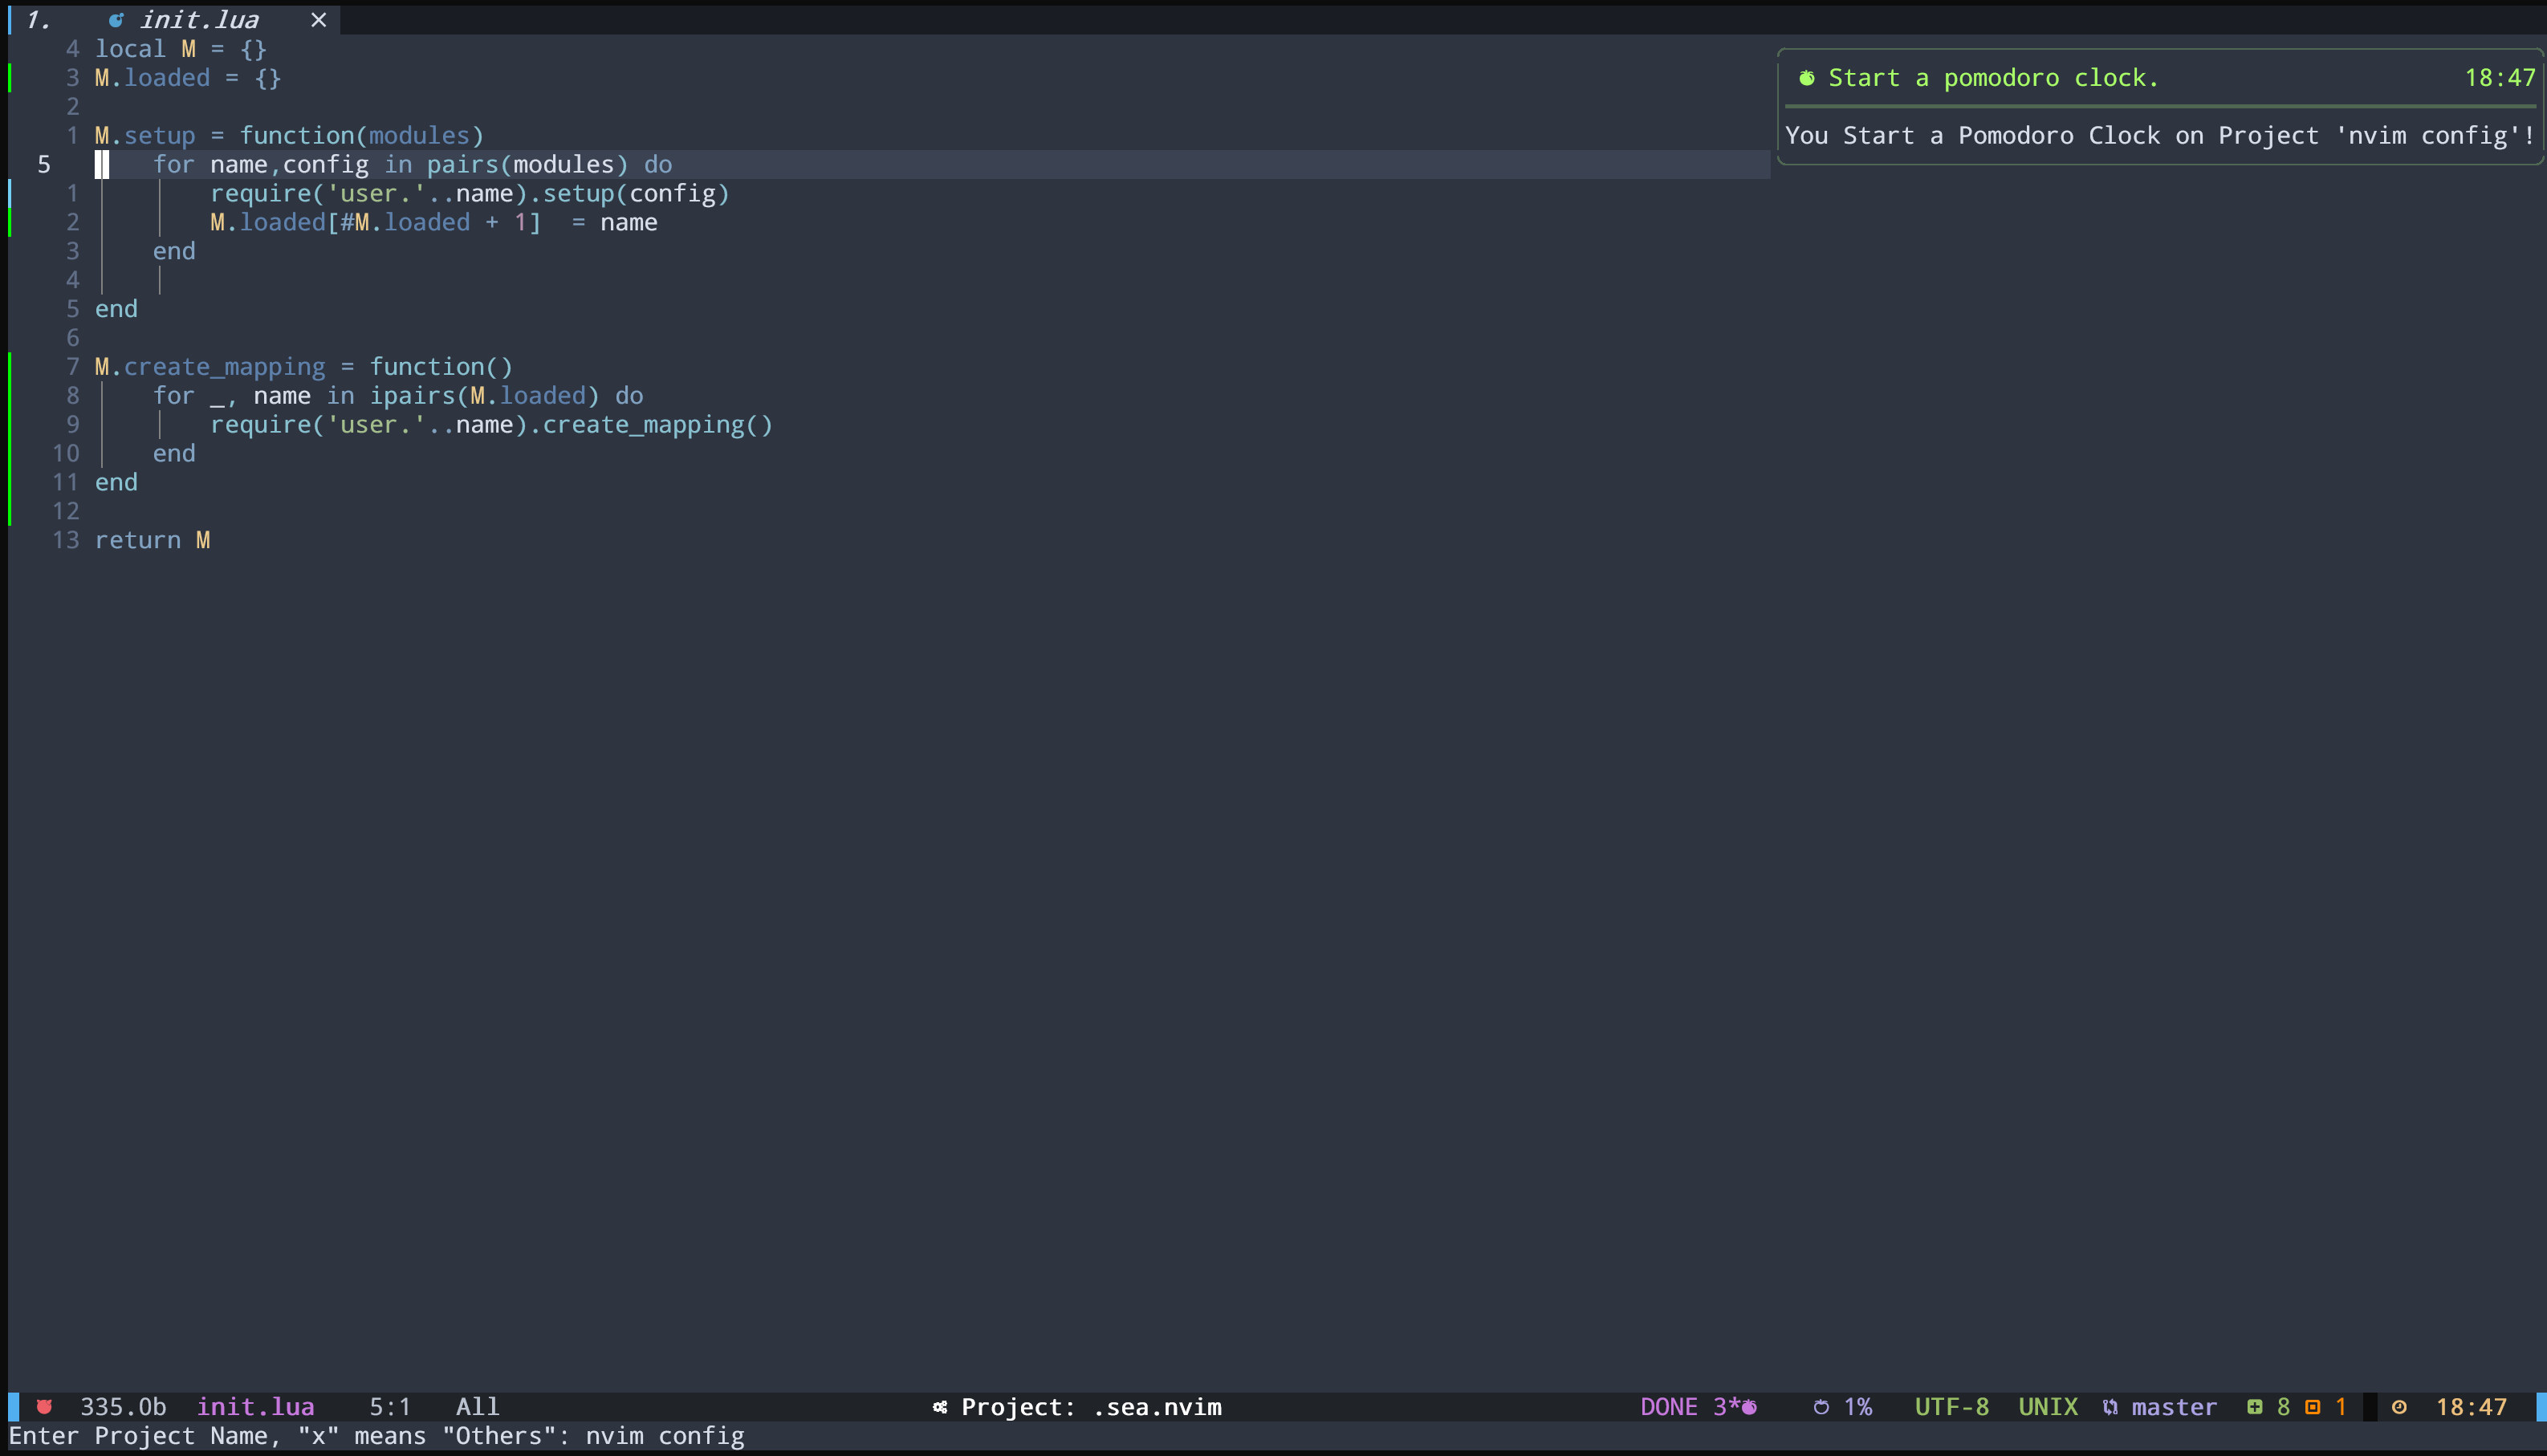 1. init.lua ×
4 local M = {}
3 M.loaded = {}
2
1 M.setup = function(modules)
5 for name,config in pairs(modules) do
1 require('user.'..name).setup(config)
2 M.loaded[#M.loaded + 1]  = name
3 end
4
5 end
6
7 M.create_mapping = function()
8 for _, name in ipairs(M.loaded) do
9 require('user.'..name).create_mapping()
10 end
11 end
12
13 return M
Start a pomodoro clock. 18:47
You Start a Pomodoro Clock on Project 'nvim config'!
335.0b init.lua 5:1 All Project: .sea.nvim DONE 3* 1% UTF-8 UNIX master 8 1 18:47
Enter Project Name, "x" means "Others": nvim config